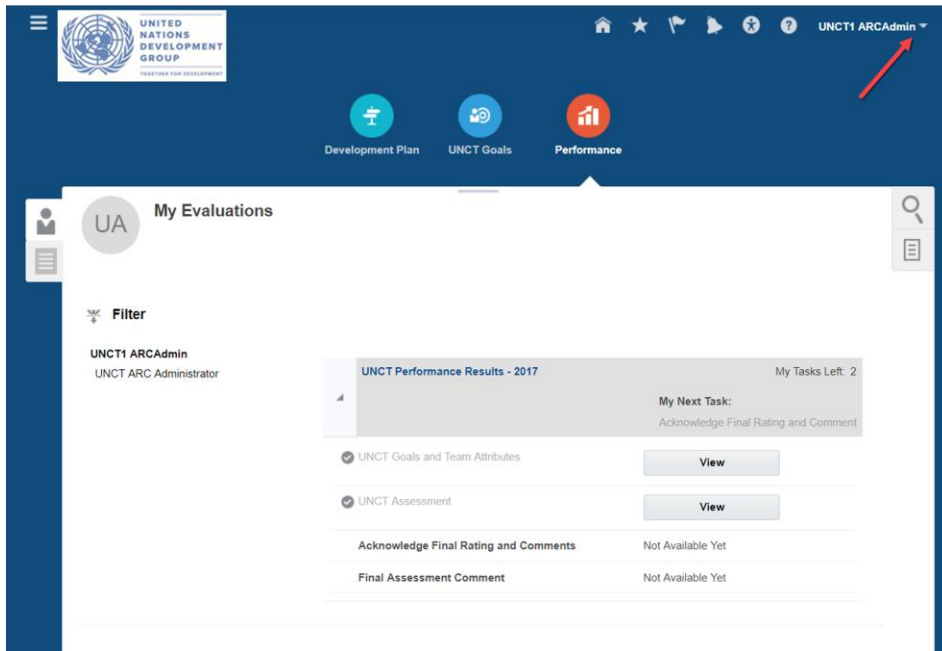 UNITED
NATIONS
DEVELOPMENT
GROUP
TOGETHER FOR DEVELOPMENT
UNCT1 ARCAdmin
Development Plan
UNCT Goals
Performance
UA
My Evaluations
Filter
UNCT1 ARCAdmin
UNCT ARC Administrator
UNCT Performance Results - 2017
My Tasks Left: 2
My Next Task:
Acknowledge Final Rating and Comment
UNCT Goals and Team Attributes
View
UNCT Assessment
View
Acknowledge Final Rating and Comments
Not Available Yet
Final Assessment Comment
Not Available Yet